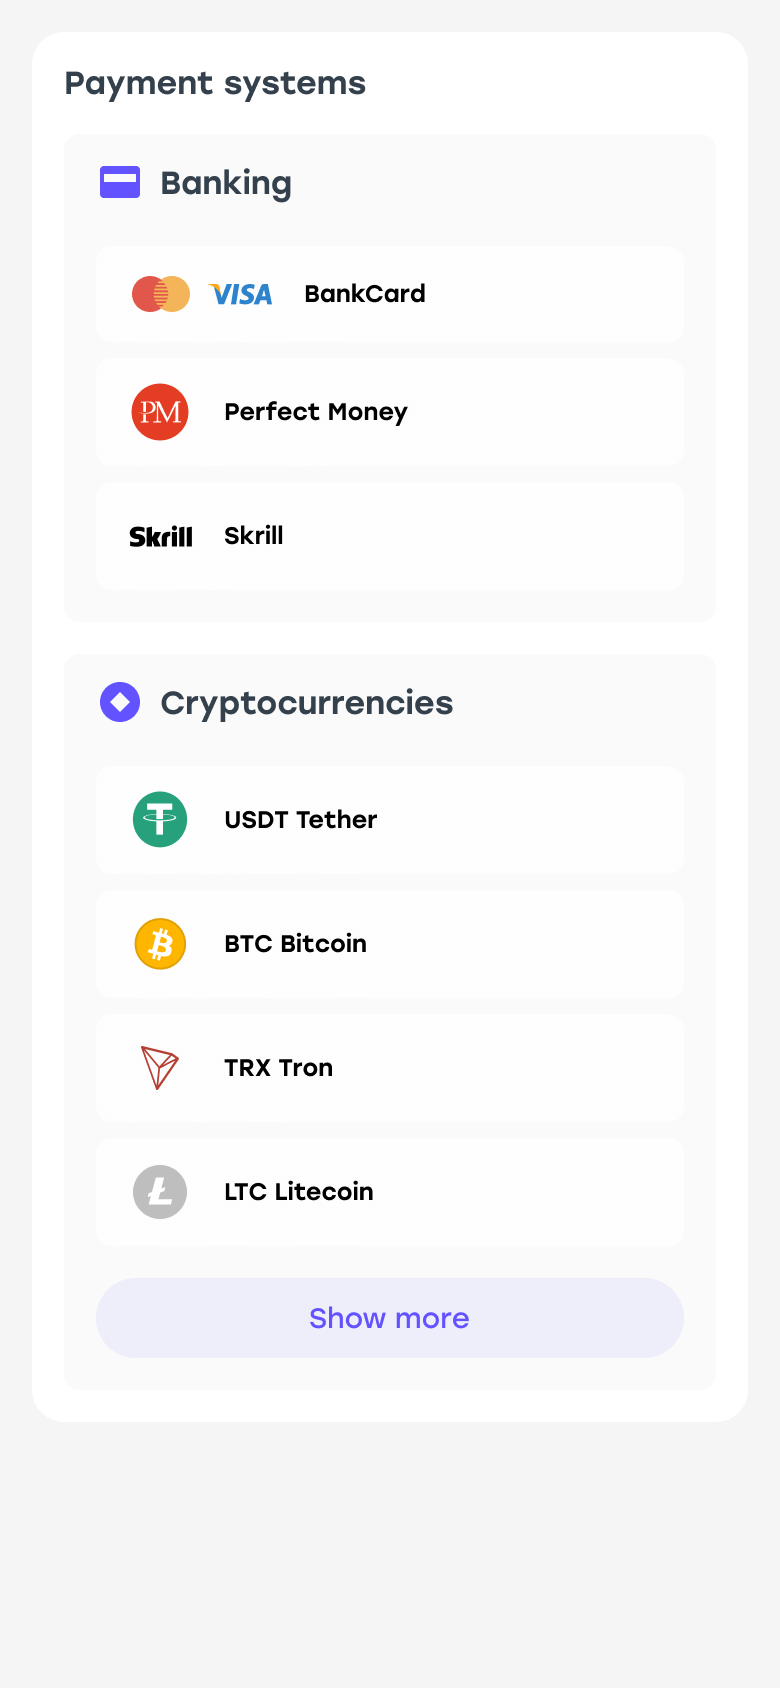 Payment systems
Banking
VISA BankCard
PM Perfect Money
Skrill Skrill
Cryptocurrencies
USDT Tether
BTC Bitcoin
TRX Tron
LTC Litecoin
Show more